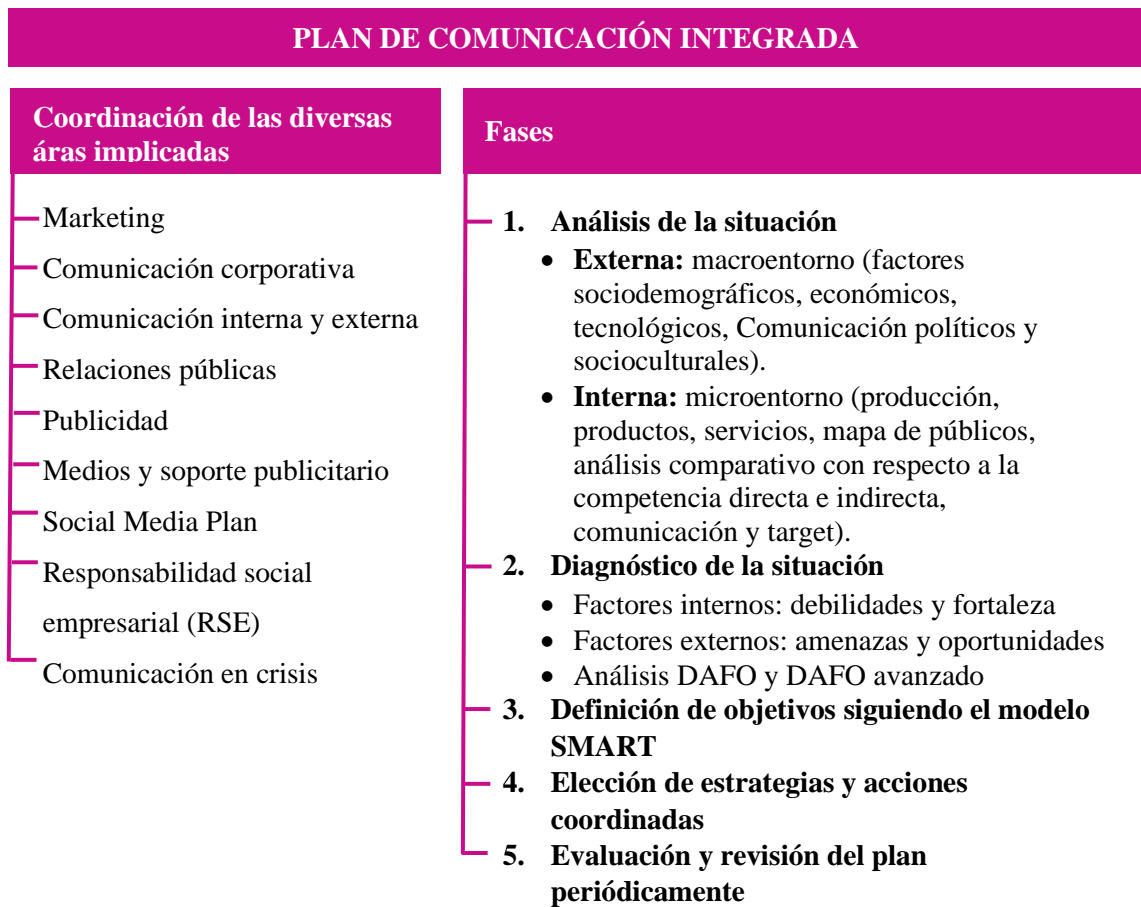 PLAN DE COMUNICACIÓN INTEGRADA
Coordinación de las diversas
áras implicadas
Marketing
Comunicación corporativa
Comunicación interna y externa
Relaciones públicas
Publicidad
Medios y soporte publicitario
Social Media Plan
Responsabilidad social
empresarial (RSE)
Comunicación en crisis
Fases
1. Análisis de la situación
• Externa: macroentorno (factores
sociodemográficos, económicos,
tecnológicos, Comunicación políticos y
socioculturales).
• Interna: microentorno (producción,
productos, servicios, mapa de públicos,
análisis comparativo con respecto a la
competencia directa e indirecta,
comunicación y target).
2. Diagnóstico de la situación
• Factores internos: debilidades y fortaleza
• Factores externos: amenazas y oportunidades
• Análisis DAFO y DAFO avanzado
3. Definición de objetivos siguiendo el modelo
SMART
4. Elección de estrategias y acciones
coordinadas
5. Evaluación y revisión del plan
periódicamente